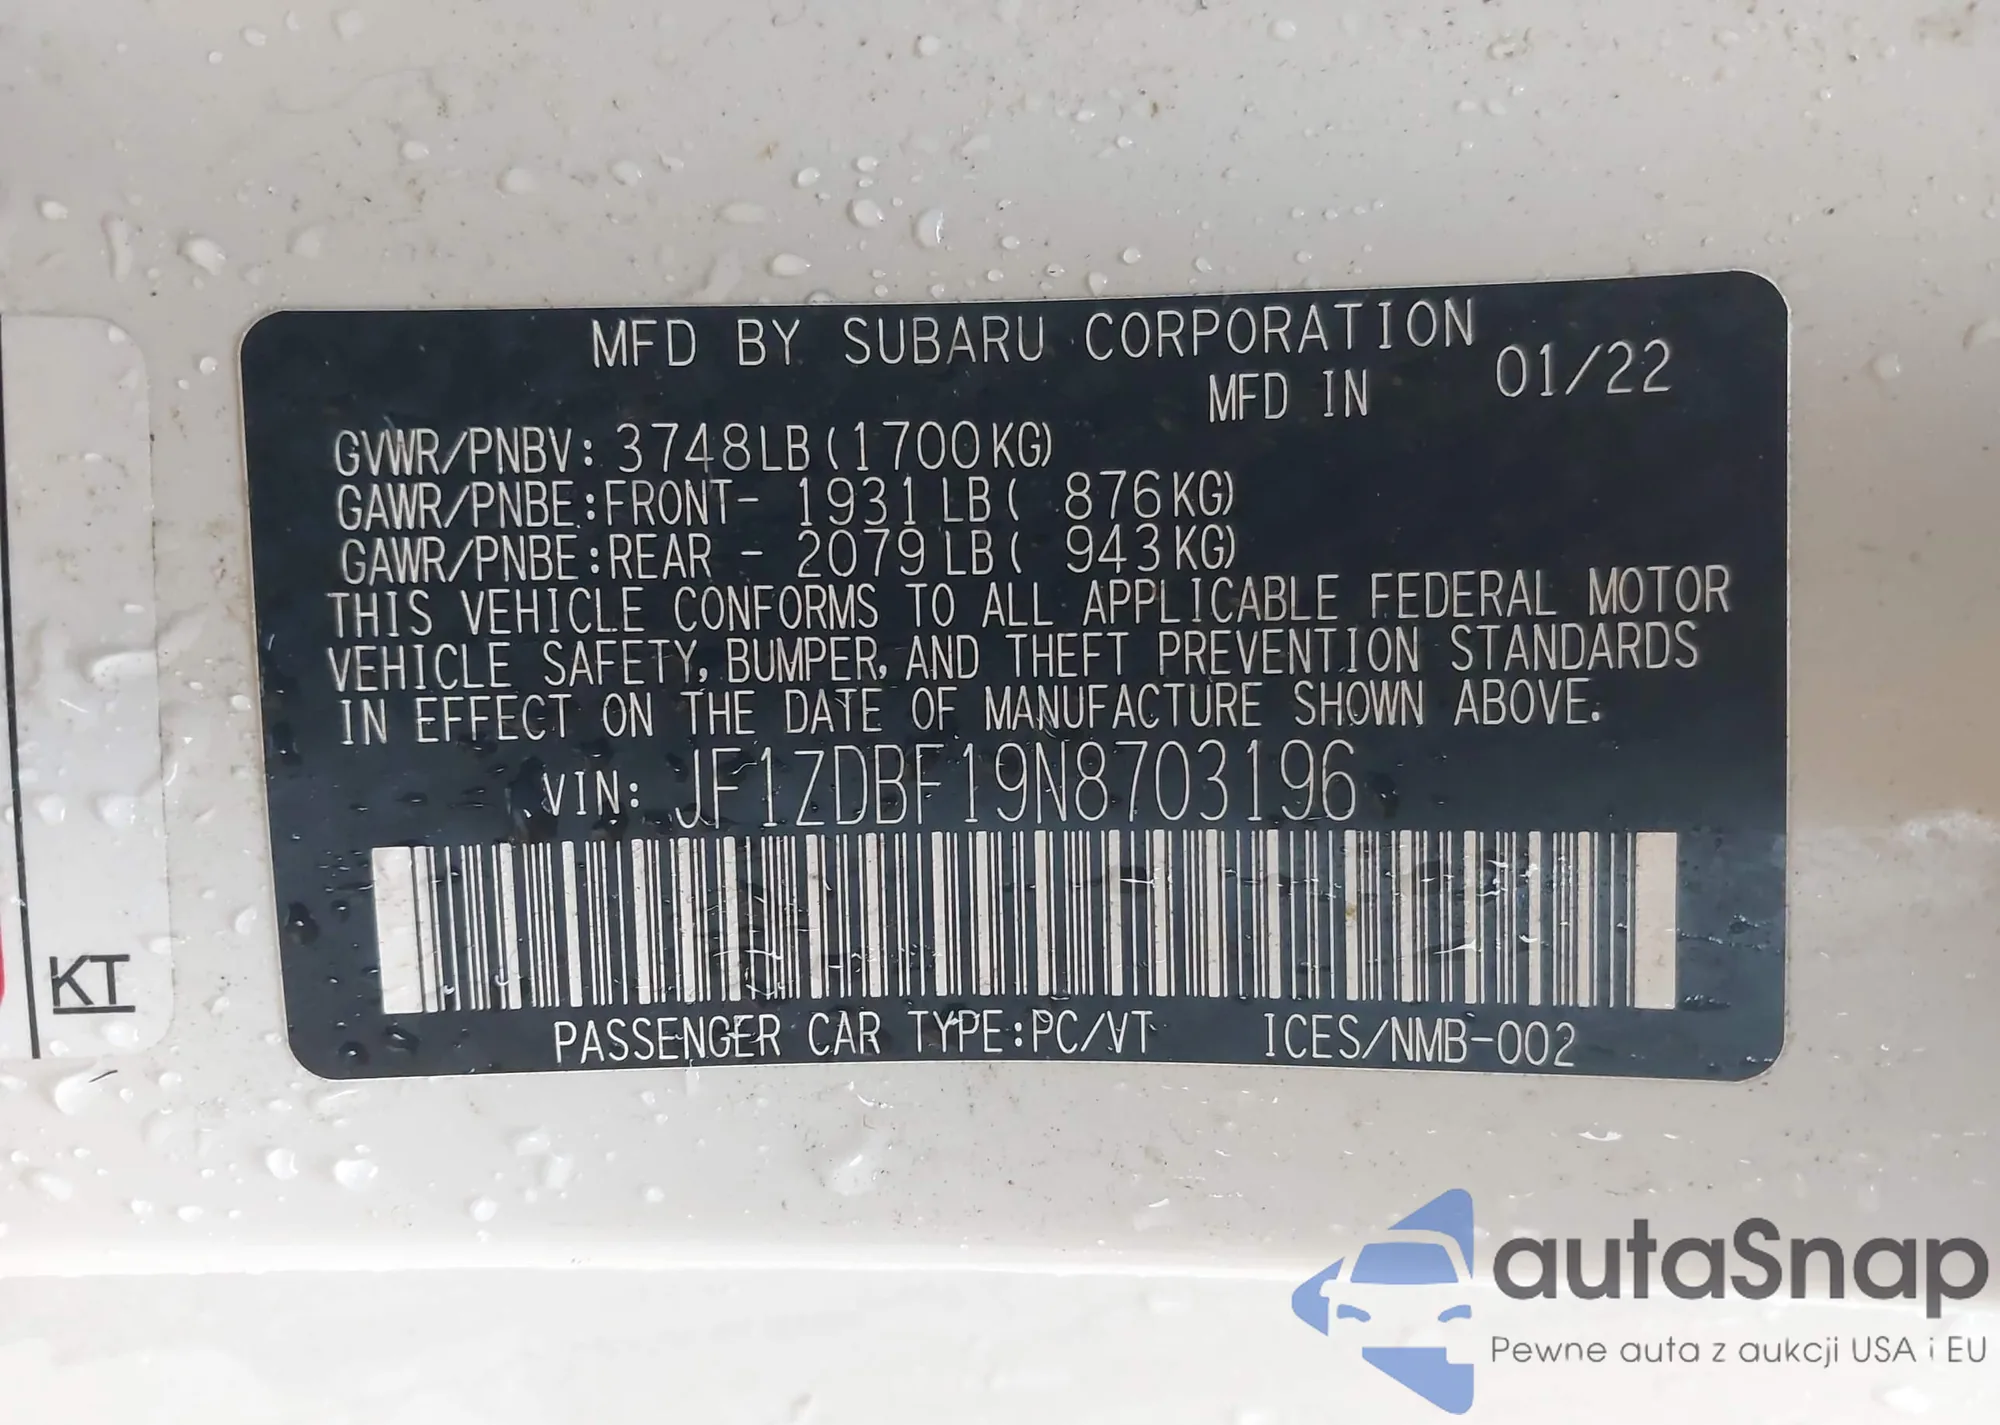 MFD BY SUBARU CORPORATION
MFD IN 01/22
GVWR/PNBV: 3748LB(1700KG)
GAWR/PNBE:FRONT- 1931LB( 876KG)
GAWR/PNBE:REAR - 2079LB( 943KG)
THIS VEHICLE CONFORMS TO ALL APPLICABLE FEDERAL MOTOR
VEHICLE SAFETY, BUMPER, AND THEFT PREVENTION STANDARDS
IN EFFECT ON THE DATE OF MANUFACTURE SHOWN ABOVE.
VIN: JF1ZDBF19N8703196
PASSENGER CAR TYPE:PC/VT ICES/NMB-002
KT
autaSnap
Pewne auta z aukcji USA i EU